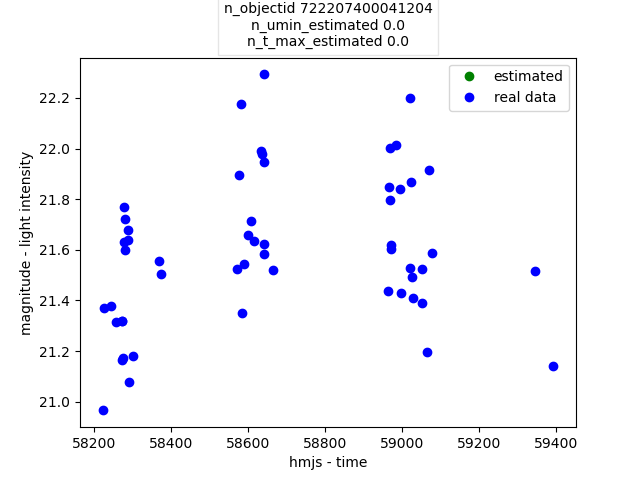 n_objectid 722207400041204
n_umin_estimated 0.0
n_t_max_estimated 0.0
estimated
real data
magnitude - light intensity
22.2
22.0
21.8
21.6
21.4
21.2
21.0
58200 58400 58600 58800 59000 59200 59400
hmjs - time